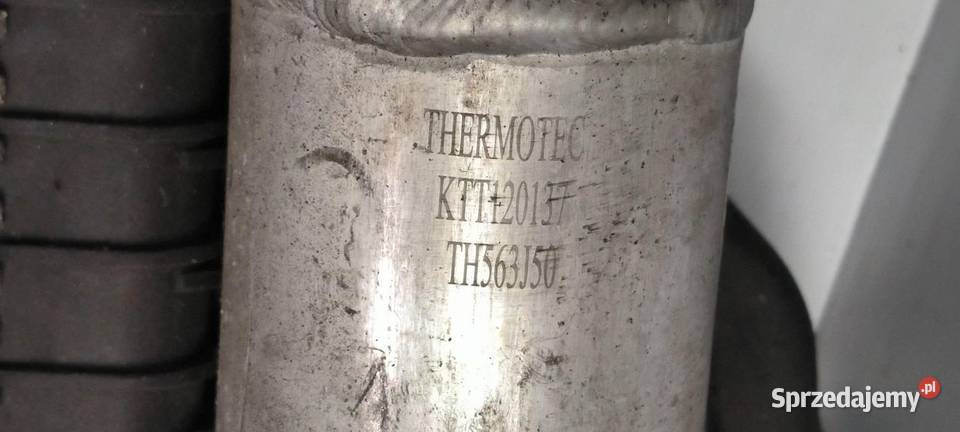 THERMOTEC
KTT120137
TH563J50
Sprzedajemy.pl